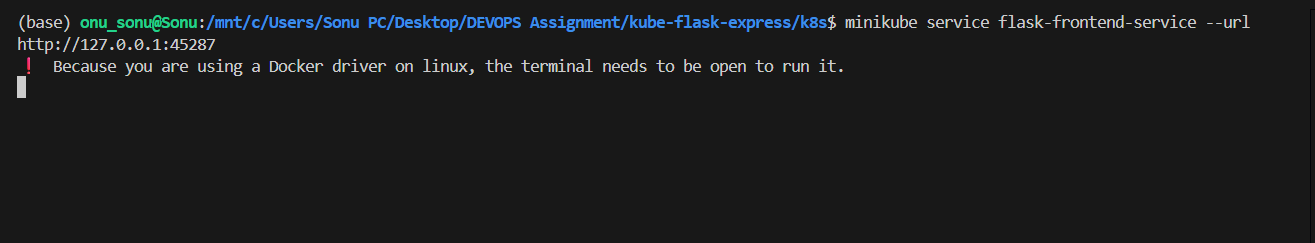 (base) onu_sonu@Sonu:/mnt/c/Users/Sonu PC/Desktop/DEVOPS Assignment/kube-flask-express/k8s$ minikube service flask-frontend-service --url
http://127.0.0.1:45287
❗  Because you are using a Docker driver on linux, the terminal needs to be open to run it.